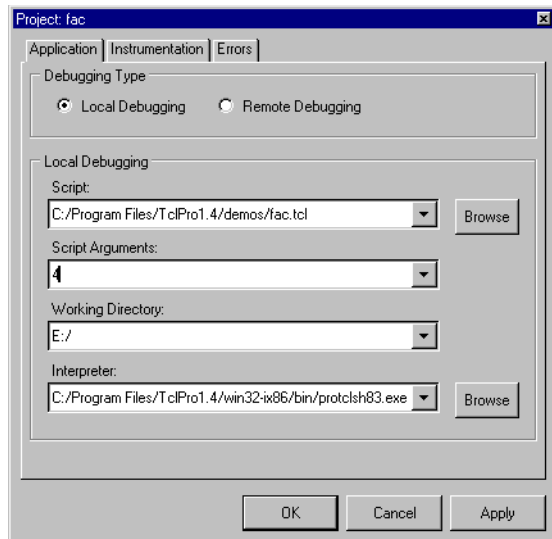 Project: fac
Application Instrumentation Errors
Debugging Type
Local Debugging Remote Debugging
Local Debugging
Script:
C:/Program Files/TclPro1.4/demos/fac.tcl Browse
Script Arguments:
4
Working Directory:
E:/
Interpreter:
C:/Program Files/TclPro1.4/win32-ix86/bin/protclsh83.exe Browse
OK Cancel Apply